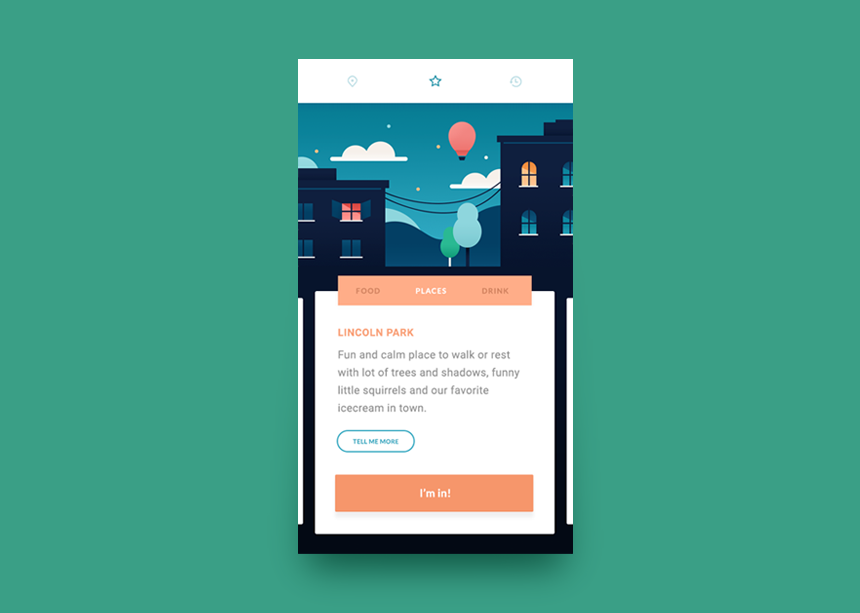 FOOD PLACES DRINK
LINCOLN PARK
Fun and calm place to walk or rest
with lot of trees and shadows, funny
little squirrels and our favorite
icecream in town.
TELL ME MORE
I'm in!